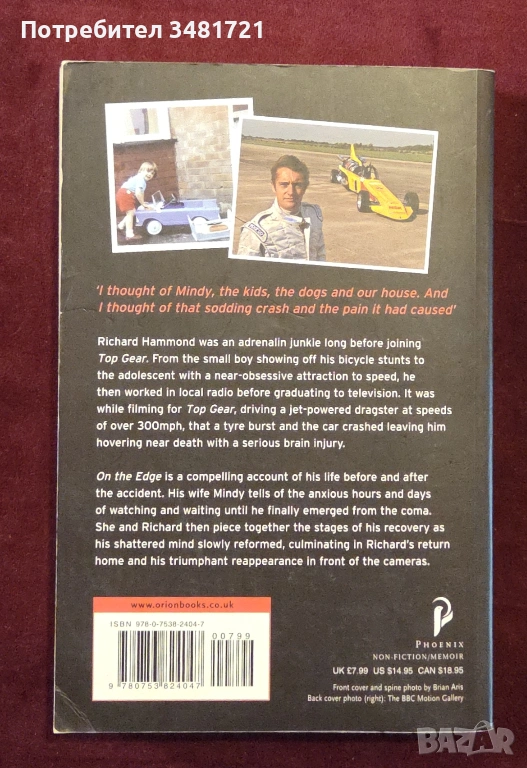 Потребител 3481721
'I thought of Mindy, the kids, the dogs and our house. And
I thought of that sodding crash and the pain it had caused'
Richard Hammond was an adrenalin junkie long before joining
Top Gear. From the small boy showing off his bicycle stunts to
the adolescent with a near-obsessive attraction to speed, he
then worked in local radio before graduating to television. It was
while filming for Top Gear, driving a jet-powered dragster at speeds
of over 300mph, that a tyre burst and the car crashed leaving him
hovering near death with a serious brain injury.
On the Edge is a compelling account of his life before and after
the accident. His wife Mindy tells of the anxious hours and days
of watching and waiting until he finally emerged from the coma.
She and Richard then piece together the stages of his recovery as
his shattered mind slowly reformed, culminating in Richard's return
home and his triumphant reappearance in front of the cameras.
www.orionbooks.co.uk
ISBN 978-0-7538-2404-7
00799
9 780753 824047
PHOENIX
NON-FICTION/MEMOIR
UK £7.99 US $14.95 CAN $18.95
Front cover and spine photo by Brian Aris
Back cover photo (right): The BBC Motion Gallery
BAZAR